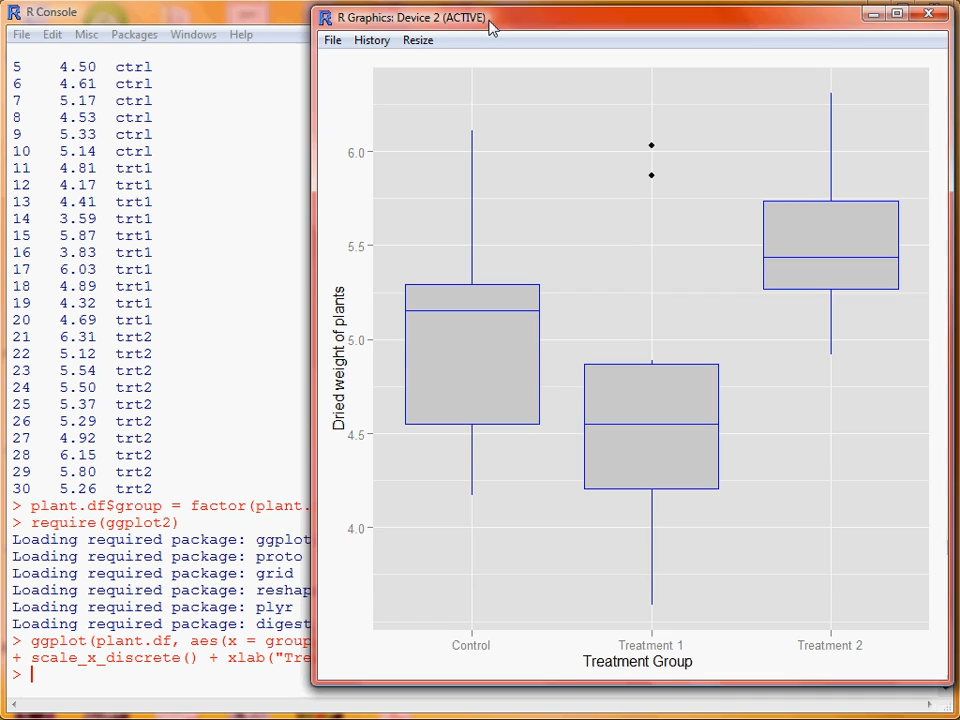 R Console
File Edit Misc Packages Windows Help
5 4.50 ctrl
6 4.61 ctrl
7 5.17 ctrl
8 4.53 ctrl
9 5.33 ctrl
10 5.14 ctrl
11 4.81 trt1
12 4.17 trt1
13 4.41 trt1
14 3.59 trt1
15 5.87 trt1
16 3.83 trt1
17 6.03 trt1
18 4.89 trt1
19 4.32 trt1
20 4.69 trt1
21 6.31 trt2
22 5.12 trt2
23 5.54 trt2
24 5.50 trt2
25 5.37 trt2
26 5.29 trt2
27 4.92 trt2
28 6.15 trt2
29 5.80 trt2
30 5.26 trt2
> plant.df$group = factor(plant.
> require(ggplot2)
Loading required package: ggplot
Loading required package: proto
Loading required package: grid
Loading required package: reshap
Loading required package: plyr
Loading required package: digest
> ggplot(plant.df, aes(x = group
+ scale_x_discrete() + xlab("Tre
>
R Graphics: Device 2 (ACTIVE)
File History Resize
Dried weight of plants
6.0
5.5
5.0
4.5
4.0
Control Treatment 1 Treatment 2
Treatment Group